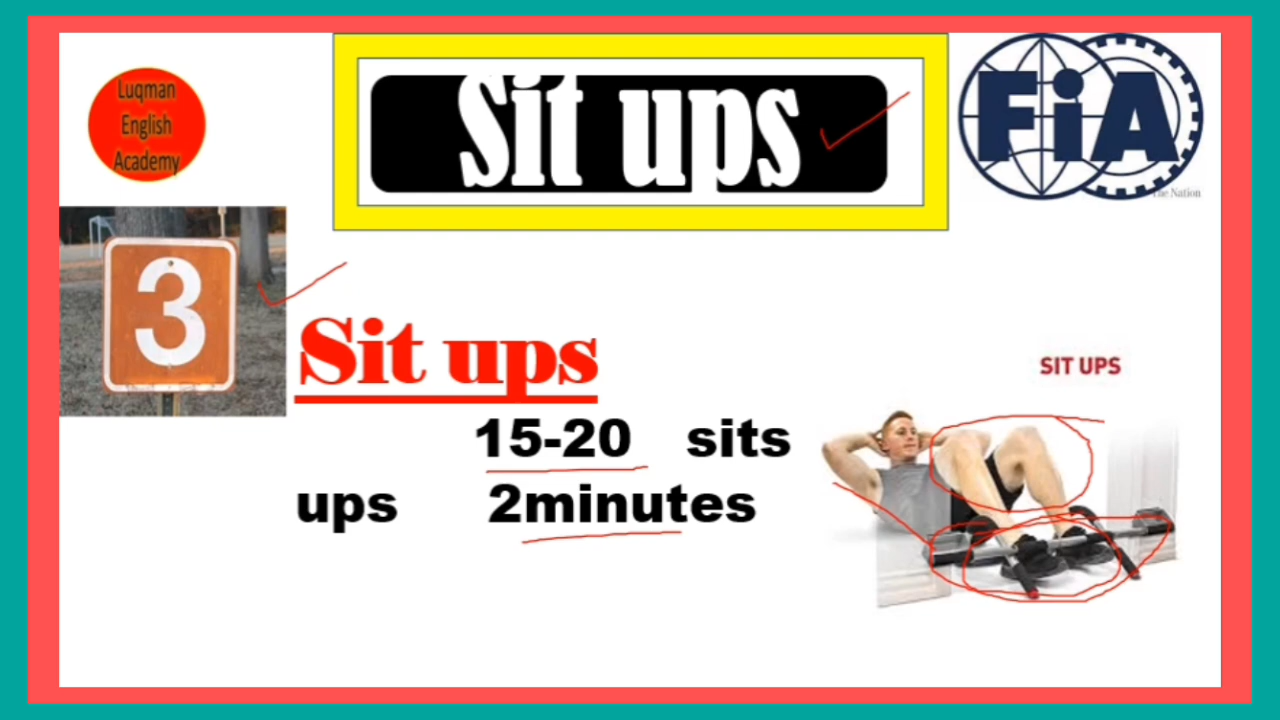 Luqman
English
Academy
Sit ups
FiA
The Nation
3
Sit ups
15-20 sits
ups 2minutes
SIT UPS